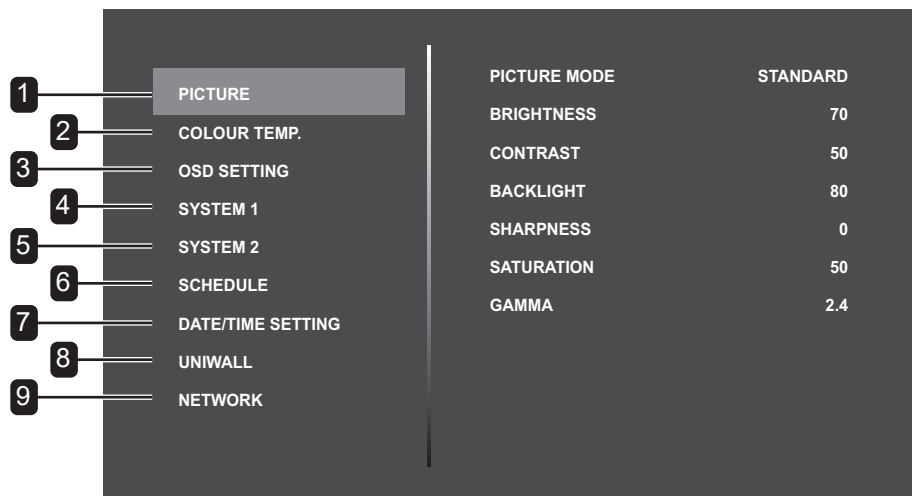 1 PICTURE
2 COLOUR TEMP.
3 OSD SETTING
4 SYSTEM 1
5 SYSTEM 2
6 SCHEDULE
7 DATE/TIME SETTING
8 UNIWALL
9 NETWORK
PICTURE MODE STANDARD
BRIGHTNESS 70
CONTRAST 50
BACKLIGHT 80
SHARPNESS 0
SATURATION 50
GAMMA 2.4